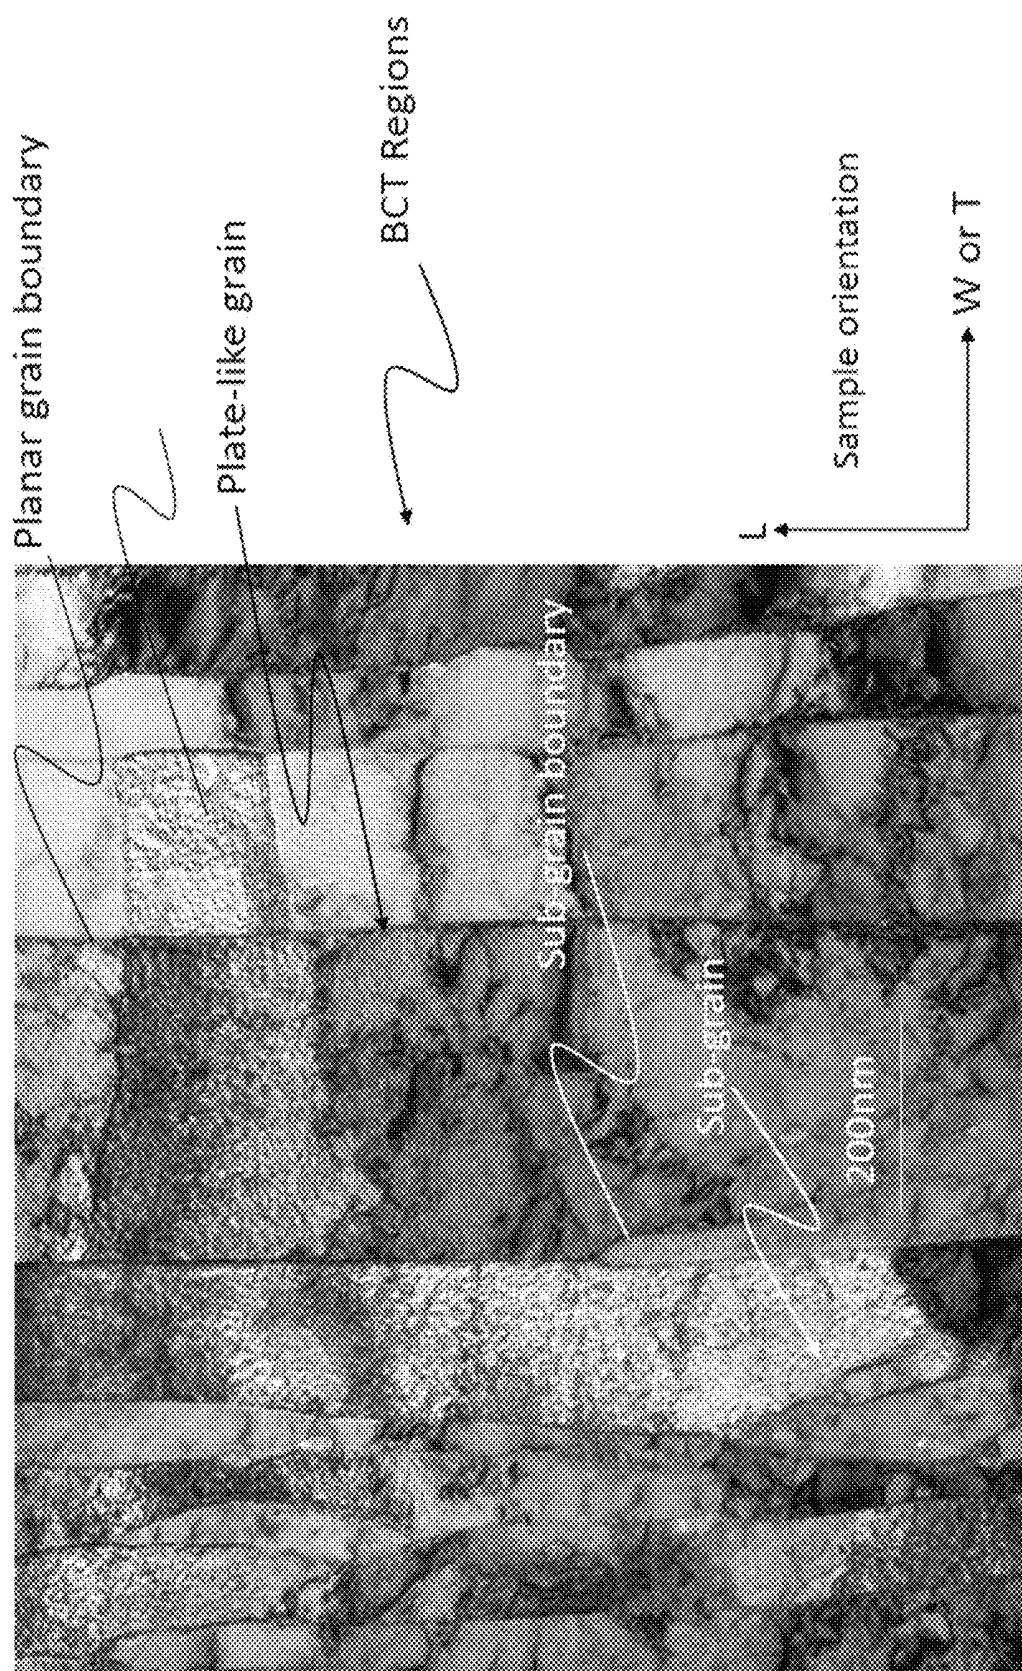 Planar grain boundary
Plate-like grain
BCT Regions
Sub-grain boundary
Sub-grain
200nm
Sample orientation
L
W or T